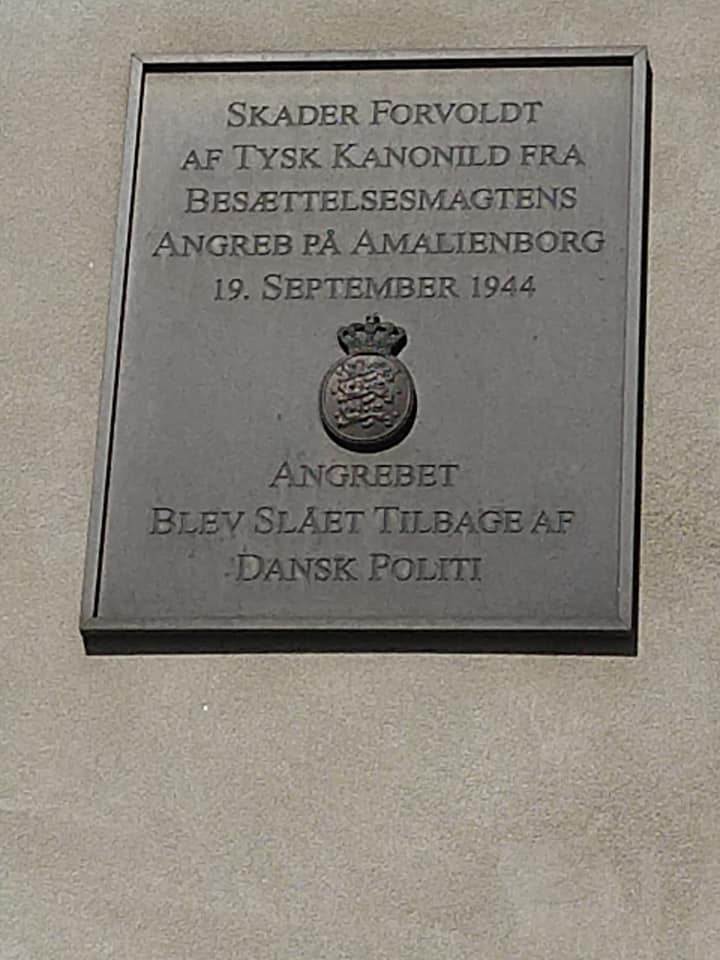 SKADER FORVOLDT
AF TYSK KANONILD FRA
BESÆTTELSESMAGTENS
ANGREB PÅ AMALIENBORG
19. SEPTEMBER 1944
ANGREBET
BLEV SLÅET TILBAGE AF
DANSK POLITI